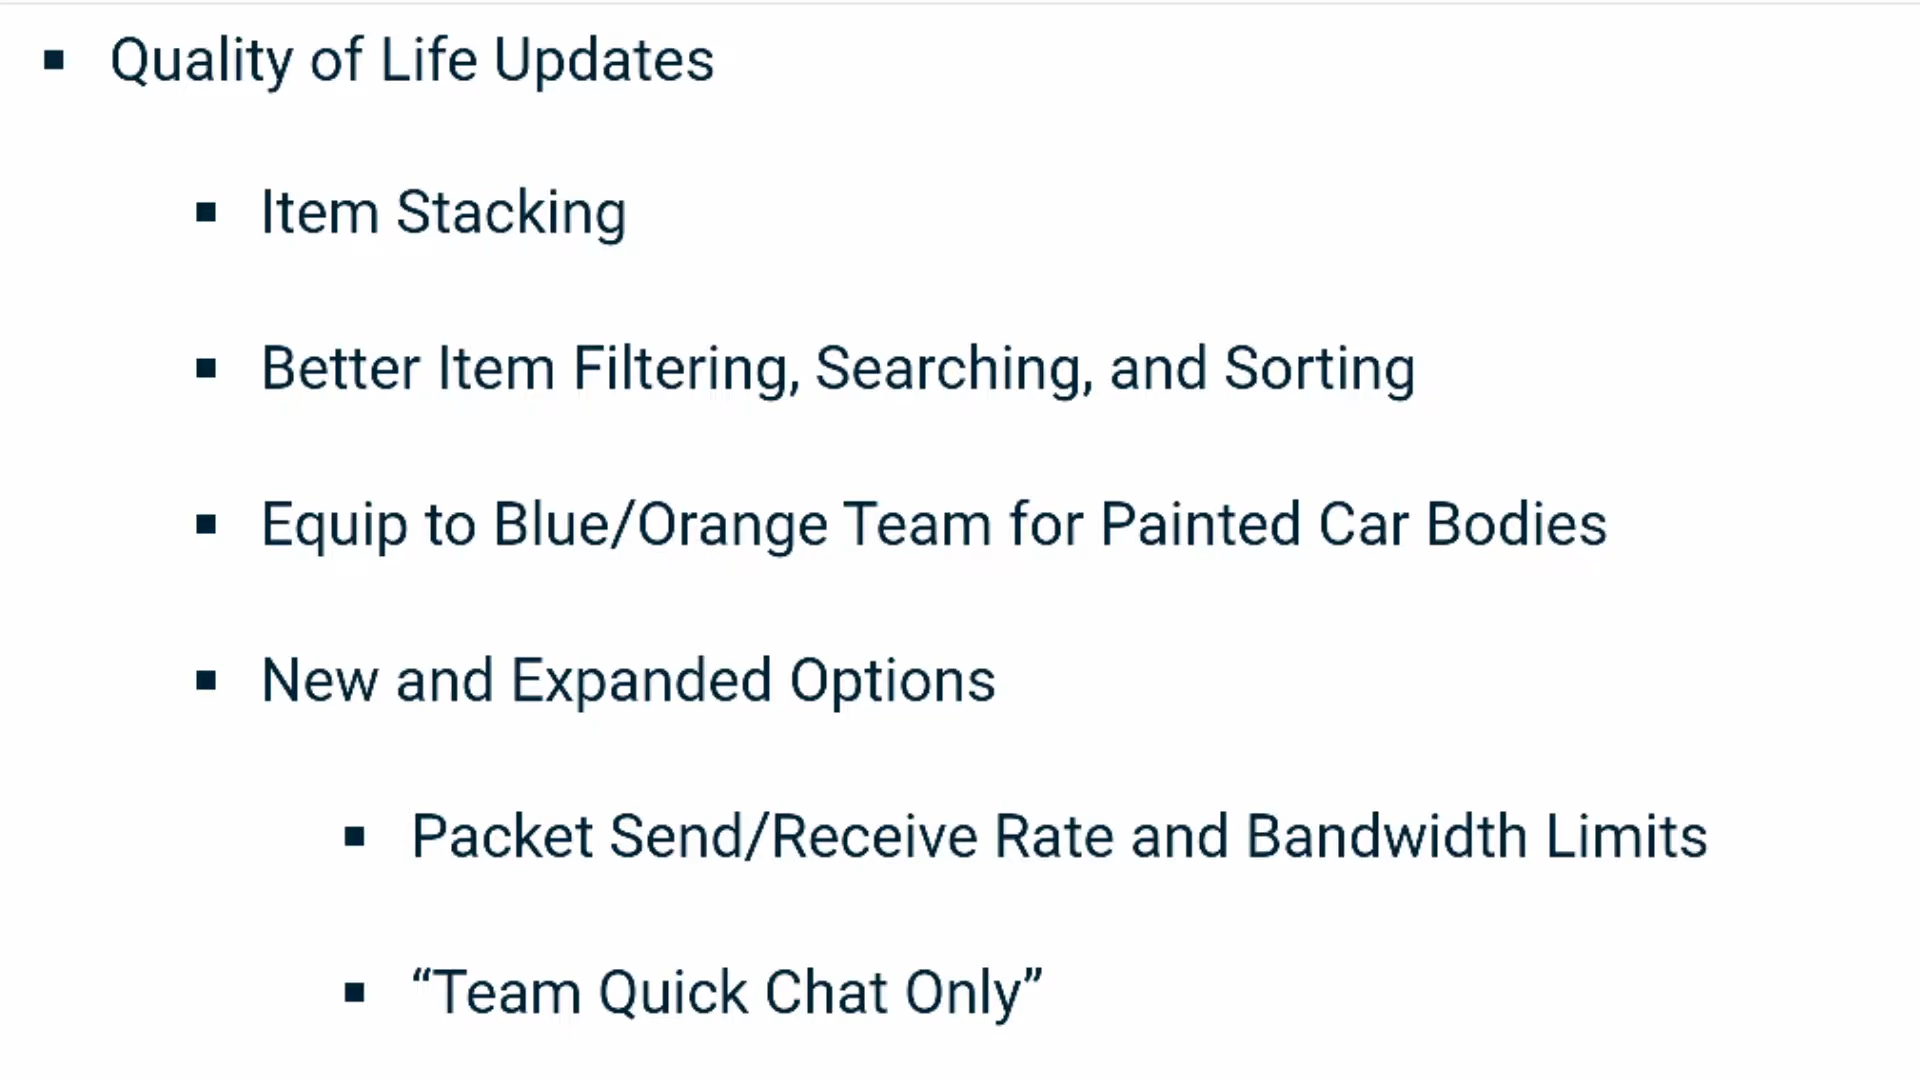 Quality of Life Updates
Item Stacking
Better Item Filtering, Searching, and Sorting
Equip to Blue/Orange Team for Painted Car Bodies
New and Expanded Options
Packet Send/Receive Rate and Bandwidth Limits
“Team Quick Chat Only”